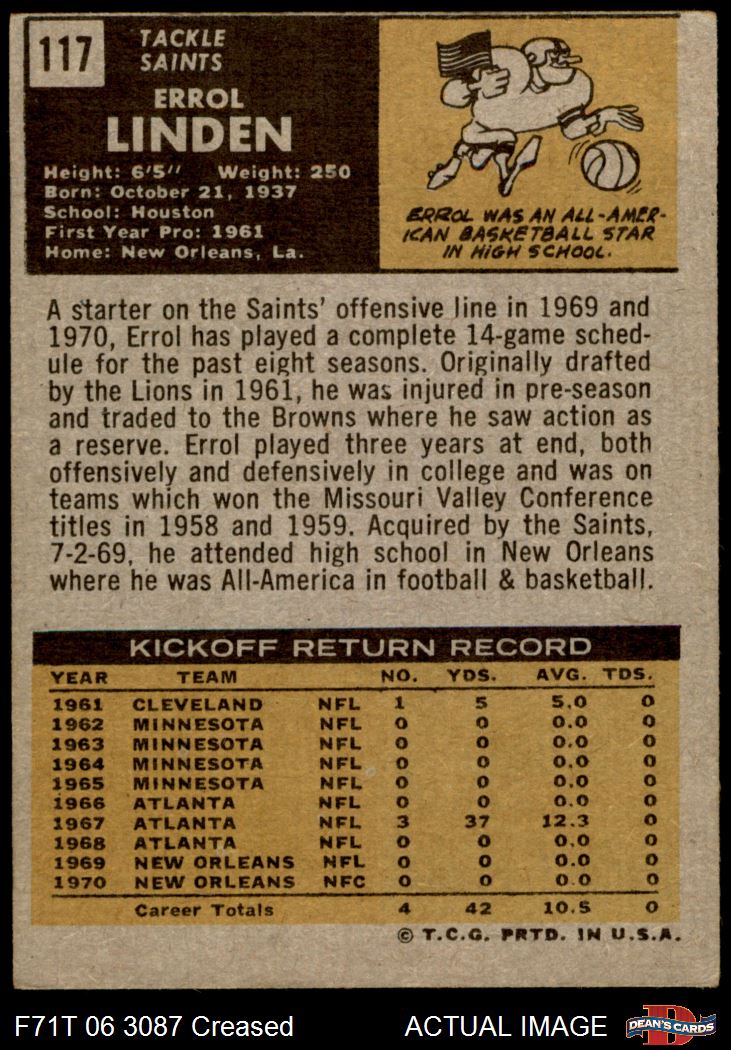 117
TACKLE
SAINTS
ERROL
LINDEN
Height: 6'5" Weight: 250
Born: October 21, 1937
School: Houston
First Year Pro: 1961
Home: New Orleans, La.
ERROL WAS AN ALL-AMER-
ICAN BASKETBALL STAR
IN HIGH SCHOOL.
A starter on the Saints' offensive line in 1969 and
1970, Errol has played a complete 14-game sched-
ule for the past eight seasons. Originally drafted
by the Lions in 1961, he was injured in pre-season
and traded to the Browns where he saw action as
a reserve. Errol played three years at end, both
offensively and defensively in college and was on
teams which won the Missouri Valley Conference
titles in 1958 and 1959. Acquired by the Saints,
7-2-69, he attended high school in New Orleans
where he was All-America in football & basketball.
KICKOFF RETURN RECORD
YEAR TEAM NO. YDS. AVG. TDS.
1961 CLEVELAND NFL 1 5 5.0 0
1962 MINNESOTA NFL 0 0 0.0 0
1963 MINNESOTA NFL 0 0 0.0 0
1964 MINNESOTA NFL 0 0 0.0 0
1965 MINNESOTA NFL 0 0 0.0 0
1966 ATLANTA NFL 0 0 0.0 0
1967 ATLANTA NFL 3 37 12.3 0
1968 ATLANTA NFL 0 0 0.0 0
1969 NEW ORLEANS NFL 0 0 0.0 0
1970 NEW ORLEANS NFC 0 0 0.0 0
Career Totals 4 42 10.5 0
© T.C.G. PRTD. IN U.S.A.
F71T 06 3087 Creased ACTUAL IMAGE
D
DEAN'S CARDS